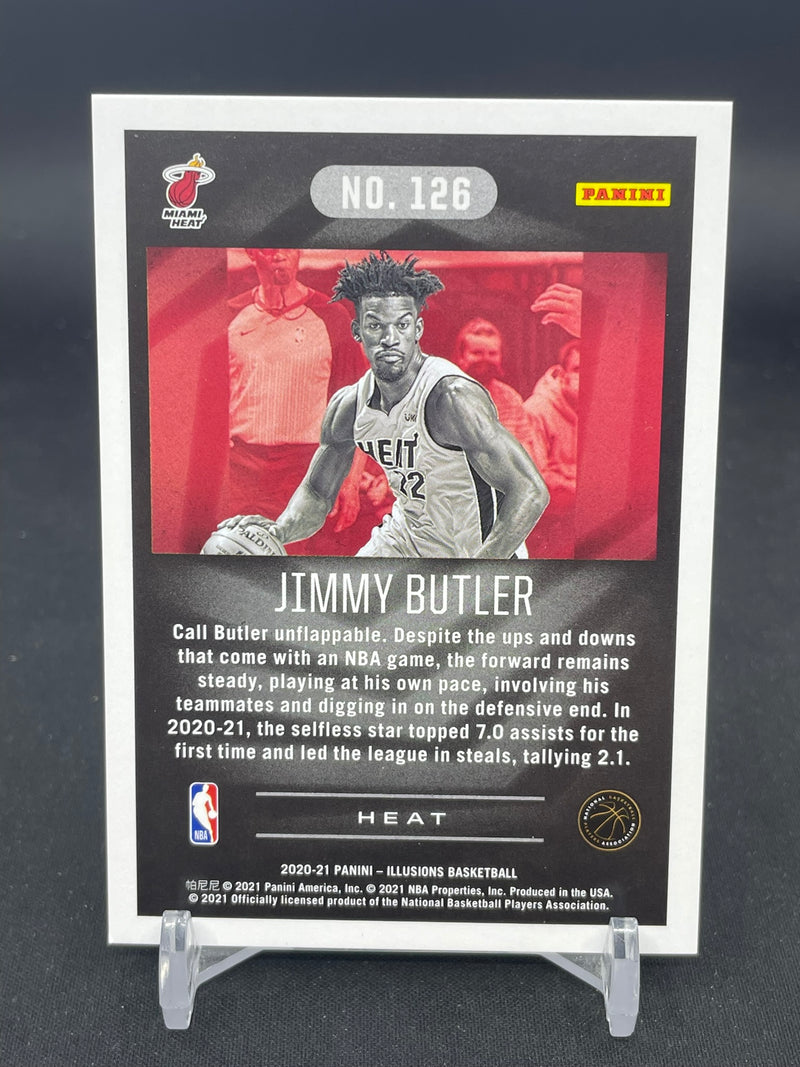 MIAMI
HEAT
NO. 126
PANINI
HEAT
22
JIMMY BUTLER
Call Butler unflappable. Despite the ups and downs
that come with an NBA game, the forward remains
steady, playing at his own pace, involving his
teammates and digging in on the defensive end. In
2020-21, the selfless star topped 7.0 assists for the
first time and led the league in steals, tallying 2.1.
NBA
HEAT
NATIONAL BASKETBALL PLAYERS ASSOCIATION
2020-21 PANINI – ILLUSIONS BASKETBALL
帕尼尼 © 2021 Panini America, Inc. © 2021 NBA Properties, Inc. Produced in the USA.
© 2021 Officially licensed product of the National Basketball Players Association.